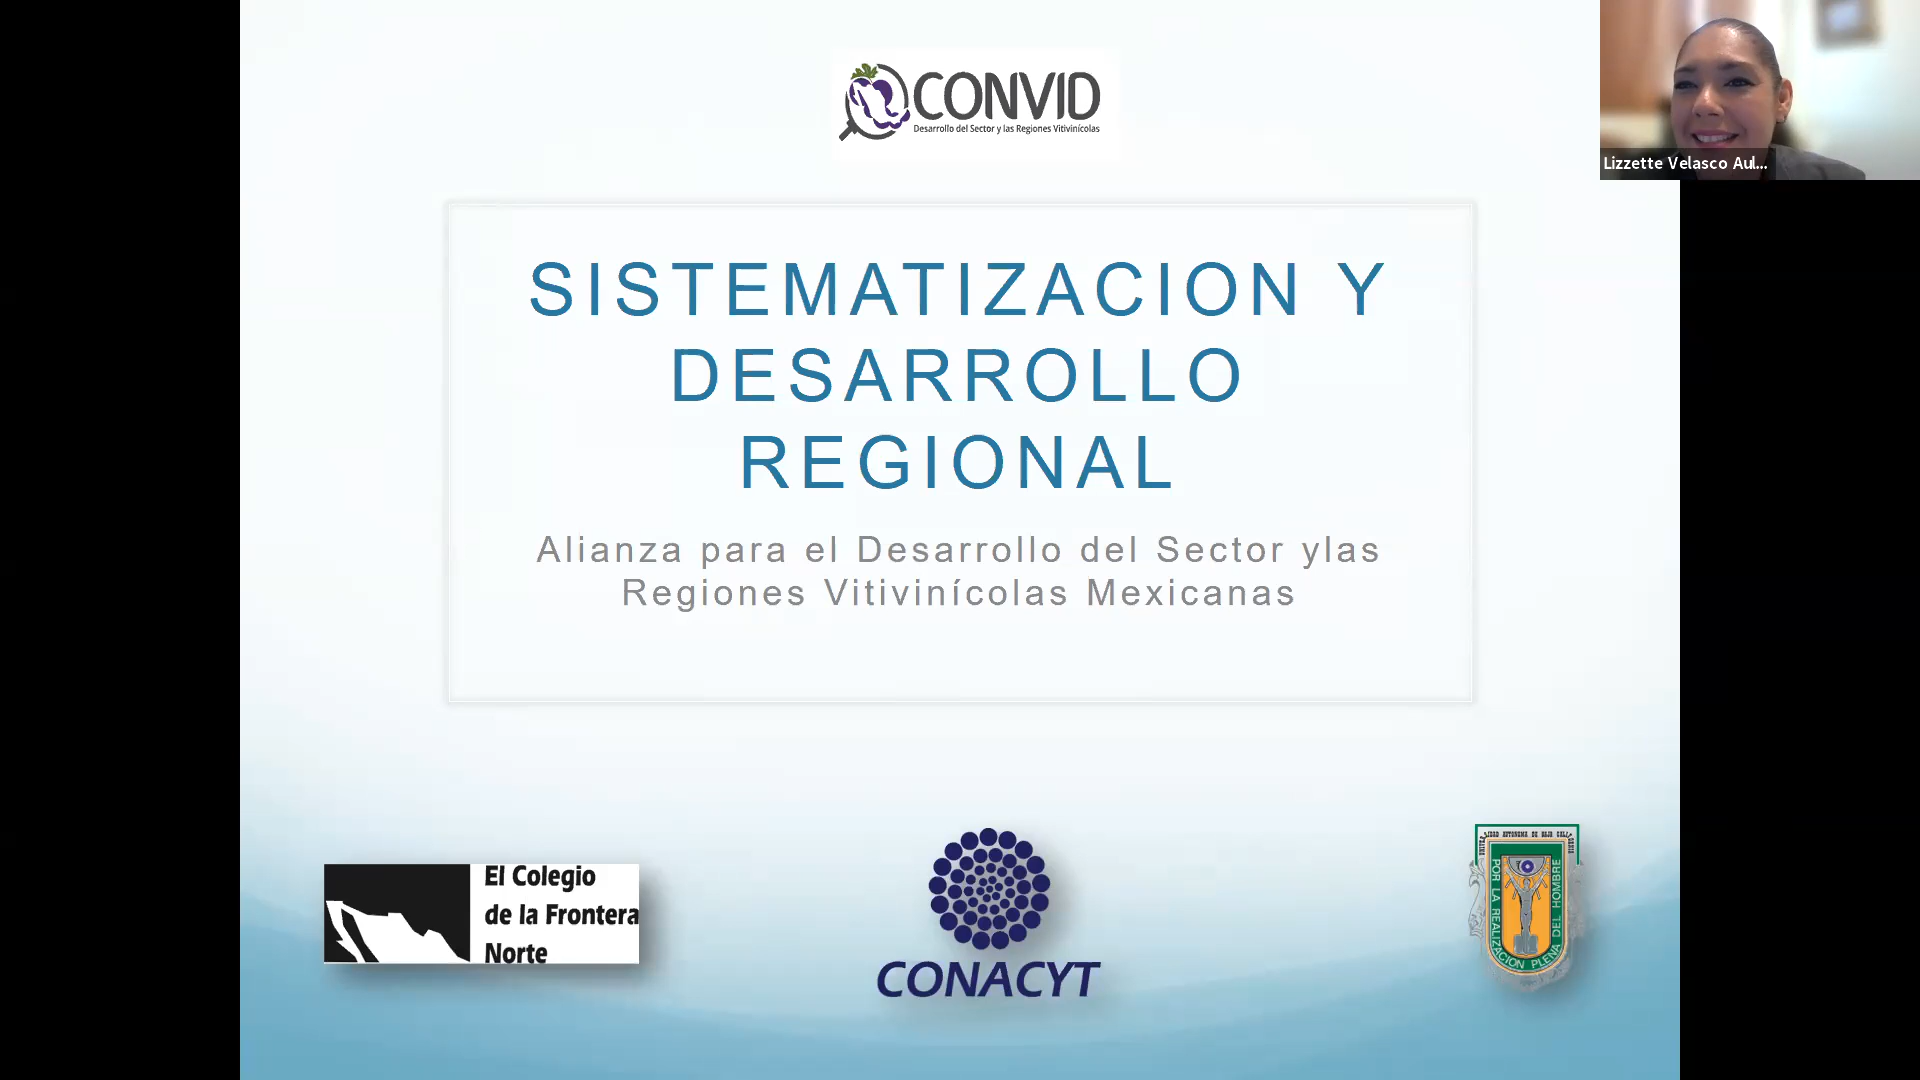 CONVID
Desarrollo del Sector y las Regiones Vitivinícolas
Lizzette Velasco Aul...
SISTEMATIZACION Y
DESARROLLO
REGIONAL
Alianza para el Desarrollo del Sector ylas
Regiones Vitivinícolas Mexicanas
El Colegio
de la Frontera
Norte
CONACYT
POR LA REALIZACION PLENA DEL HOMBRE